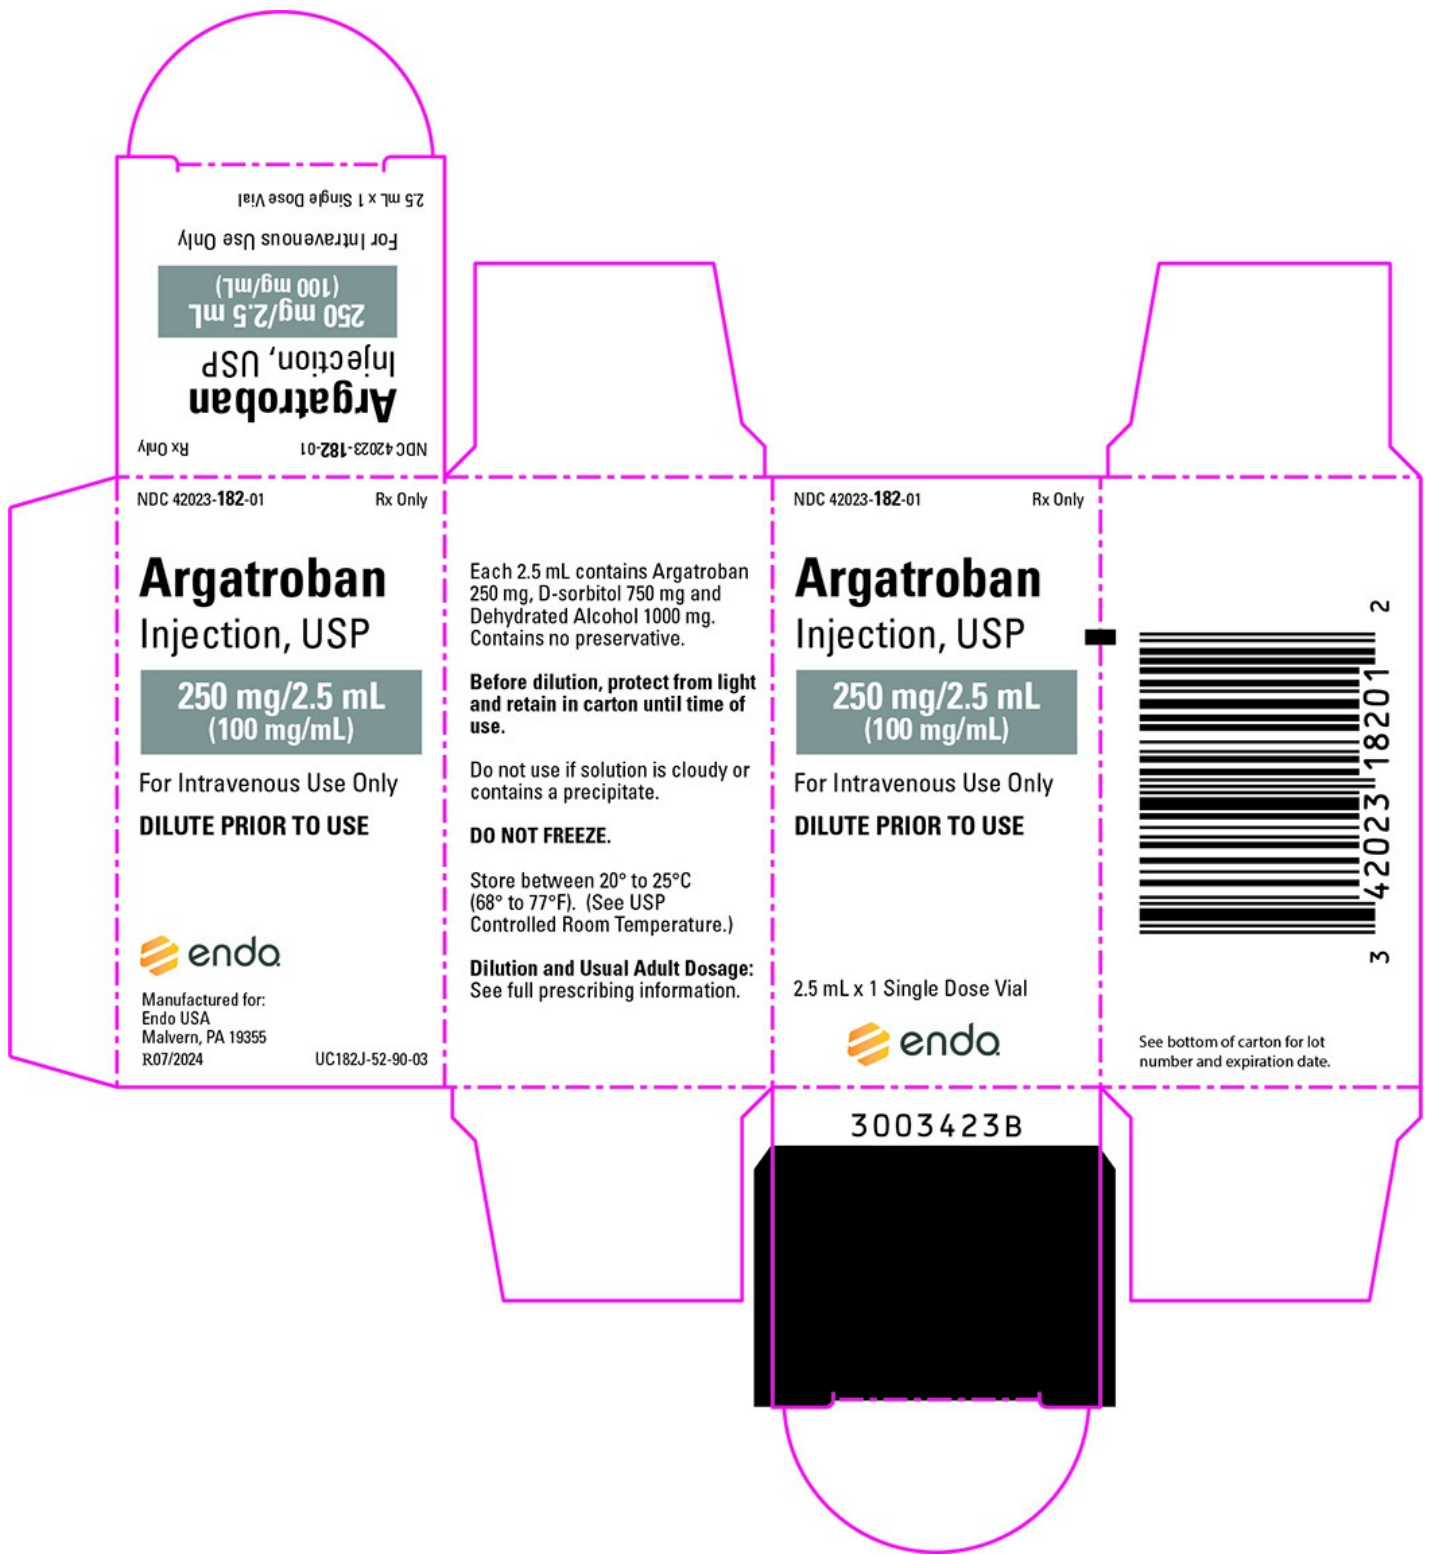 2.5 mL x 1 Single Dose Vial
For Intravenous Use Only
(100 mg/mL)
250 mg/2.5 mL
Injection, USP
Argatroban
NDC 42023-182-01 Rx Only
NDC 42023-182-01 Rx Only
Argatroban
Injection, USP
250 mg/2.5 mL
(100 mg/mL)
For Intravenous Use Only
DILUTE PRIOR TO USE
endo
Manufactured for:
Endo USA
Malvern, PA 19355
R07/2024 UC182J-52-90-03
Each 2.5 mL contains Argatroban
250 mg, D-sorbitol 750 mg and
Dehydrated Alcohol 1000 mg.
Contains no preservative.
Before dilution, protect from light
and retain in carton until time of
use.
Do not use if solution is cloudy or
contains a precipitate.
DO NOT FREEZE.
Store between 20° to 25°C
(68° to 77°F). (See USP
Controlled Room Temperature.)
Dilution and Usual Adult Dosage:
See full prescribing information.
NDC 42023-182-01 Rx Only
Argatroban
Injection, USP
250 mg/2.5 mL
(100 mg/mL)
For Intravenous Use Only
DILUTE PRIOR TO USE
2.5 mL x 1 Single Dose Vial
endo
3 42023 18201 2
See bottom of carton for lot
number and expiration date.
3003423B